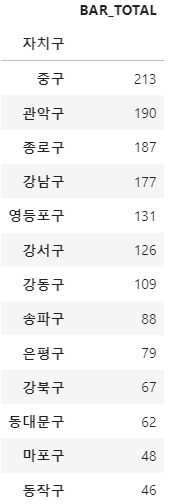 BAR_TOTAL
자치구
중구 213
관악구 190
종로구 187
강남구 177
영등포구 131
강서구 126
강동구 109
송파구 88
은평구 79
강북구 67
동대문구 62
마포구 48
동작구 46